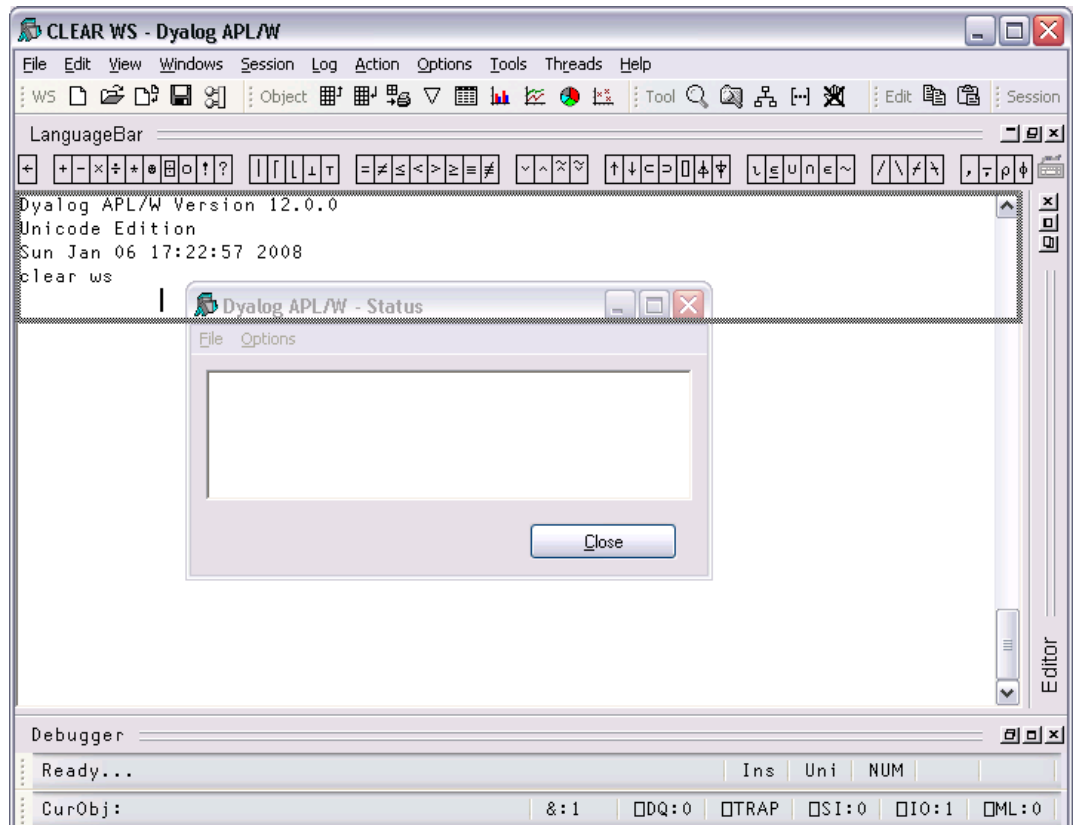 CLEAR WS - Dyalog APL/W
File Edit View Windows Session Log Action Options Tools Threads Help
WS Object Tool Edit Session
LanguageBar
← + - × ÷ * ⍟ ⌹ ○ ! ? | ⌈ ⌊ ⊥ ⊤ = ≠ ≤ < > ≥ ≡ ≢ ∨ ∧ ⍲ ⍱ ↑ ↓ ⊂ ⊃ ⌷ ⍋ ⍒ ⍳ ⍷ ∪ ∩ ∊ ~ / \ ⌿ ⍀ , ⍪ ⍴ ⌽
Dyalog APL/W Version 12.0.0
Unicode Edition
Sun Jan 06 17:22:57 2008
clear ws
Dyalog APL/W - Status
File Options
Close
Editor
Debugger
Ready... Ins Uni NUM
CurObj: &:1 ⎕DQ:0 ⎕TRAP ⎕SI:0 ⎕IO:1 ⎕ML:0